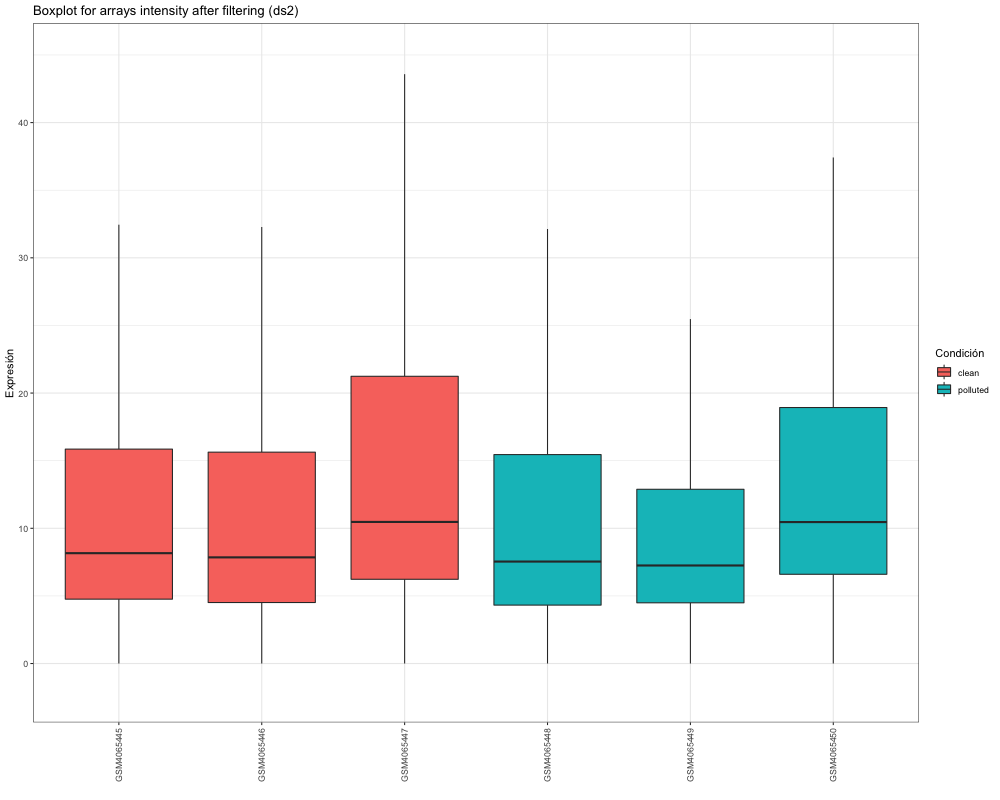 Boxplot for arrays intensity after filtering (ds2)
Expresión
40
30
20
10
0
GSM4065445
GSM4065446
GSM4065447
GSM4065448
GSM4065449
GSM4065450
Condición
clean
polluted